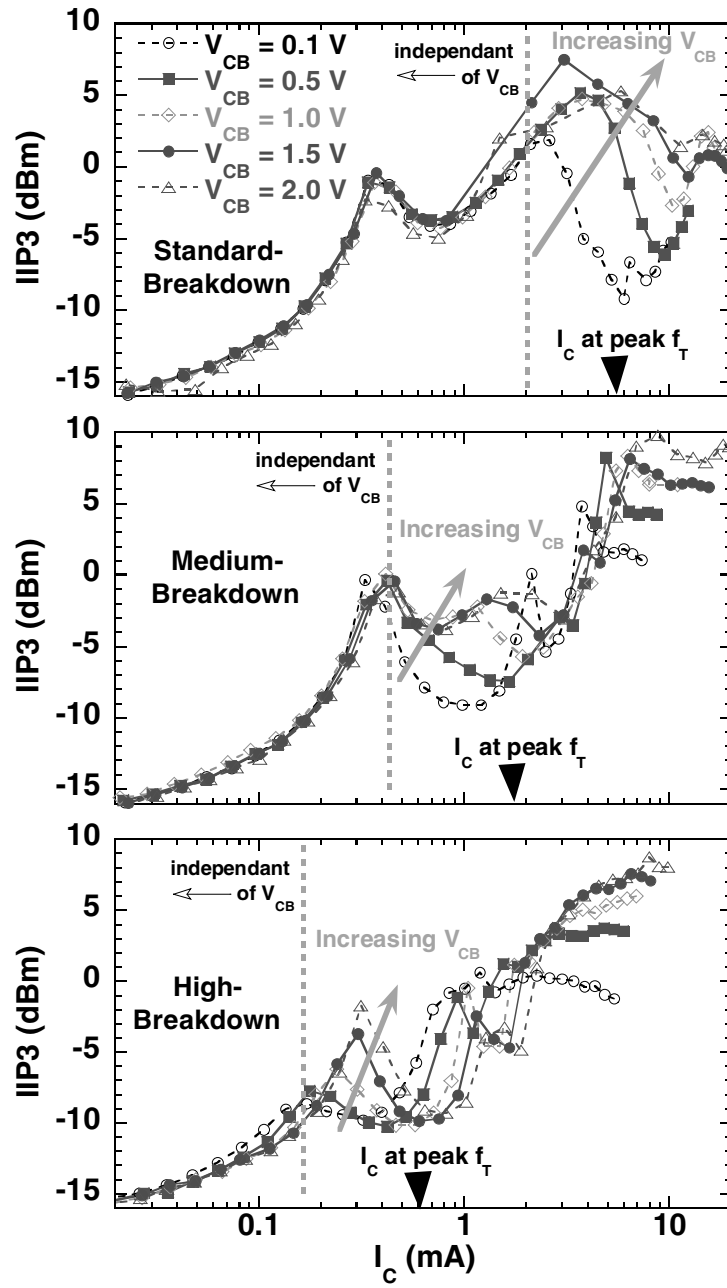 10
5
0
-5
-10
-15
IIP3 (dBm)
V_CB = 0.1 V
V_CB = 0.5 V
V_CB = 1.0 V
V_CB = 1.5 V
V_CB = 2.0 V
independant
of V_CB
Increasing V_CB
Standard-
Breakdown
I_C at peak f_T
10
5
0
-5
-10
-15
IIP3 (dBm)
independant
of V_CB
Increasing V_CB
Medium-
Breakdown
I_C at peak f_T
10
5
0
-5
-10
-15
IIP3 (dBm)
independant
of V_CB
Increasing V_CB
High-
Breakdown
I_C at peak f_T
0.1
1
10
I_C (mA)